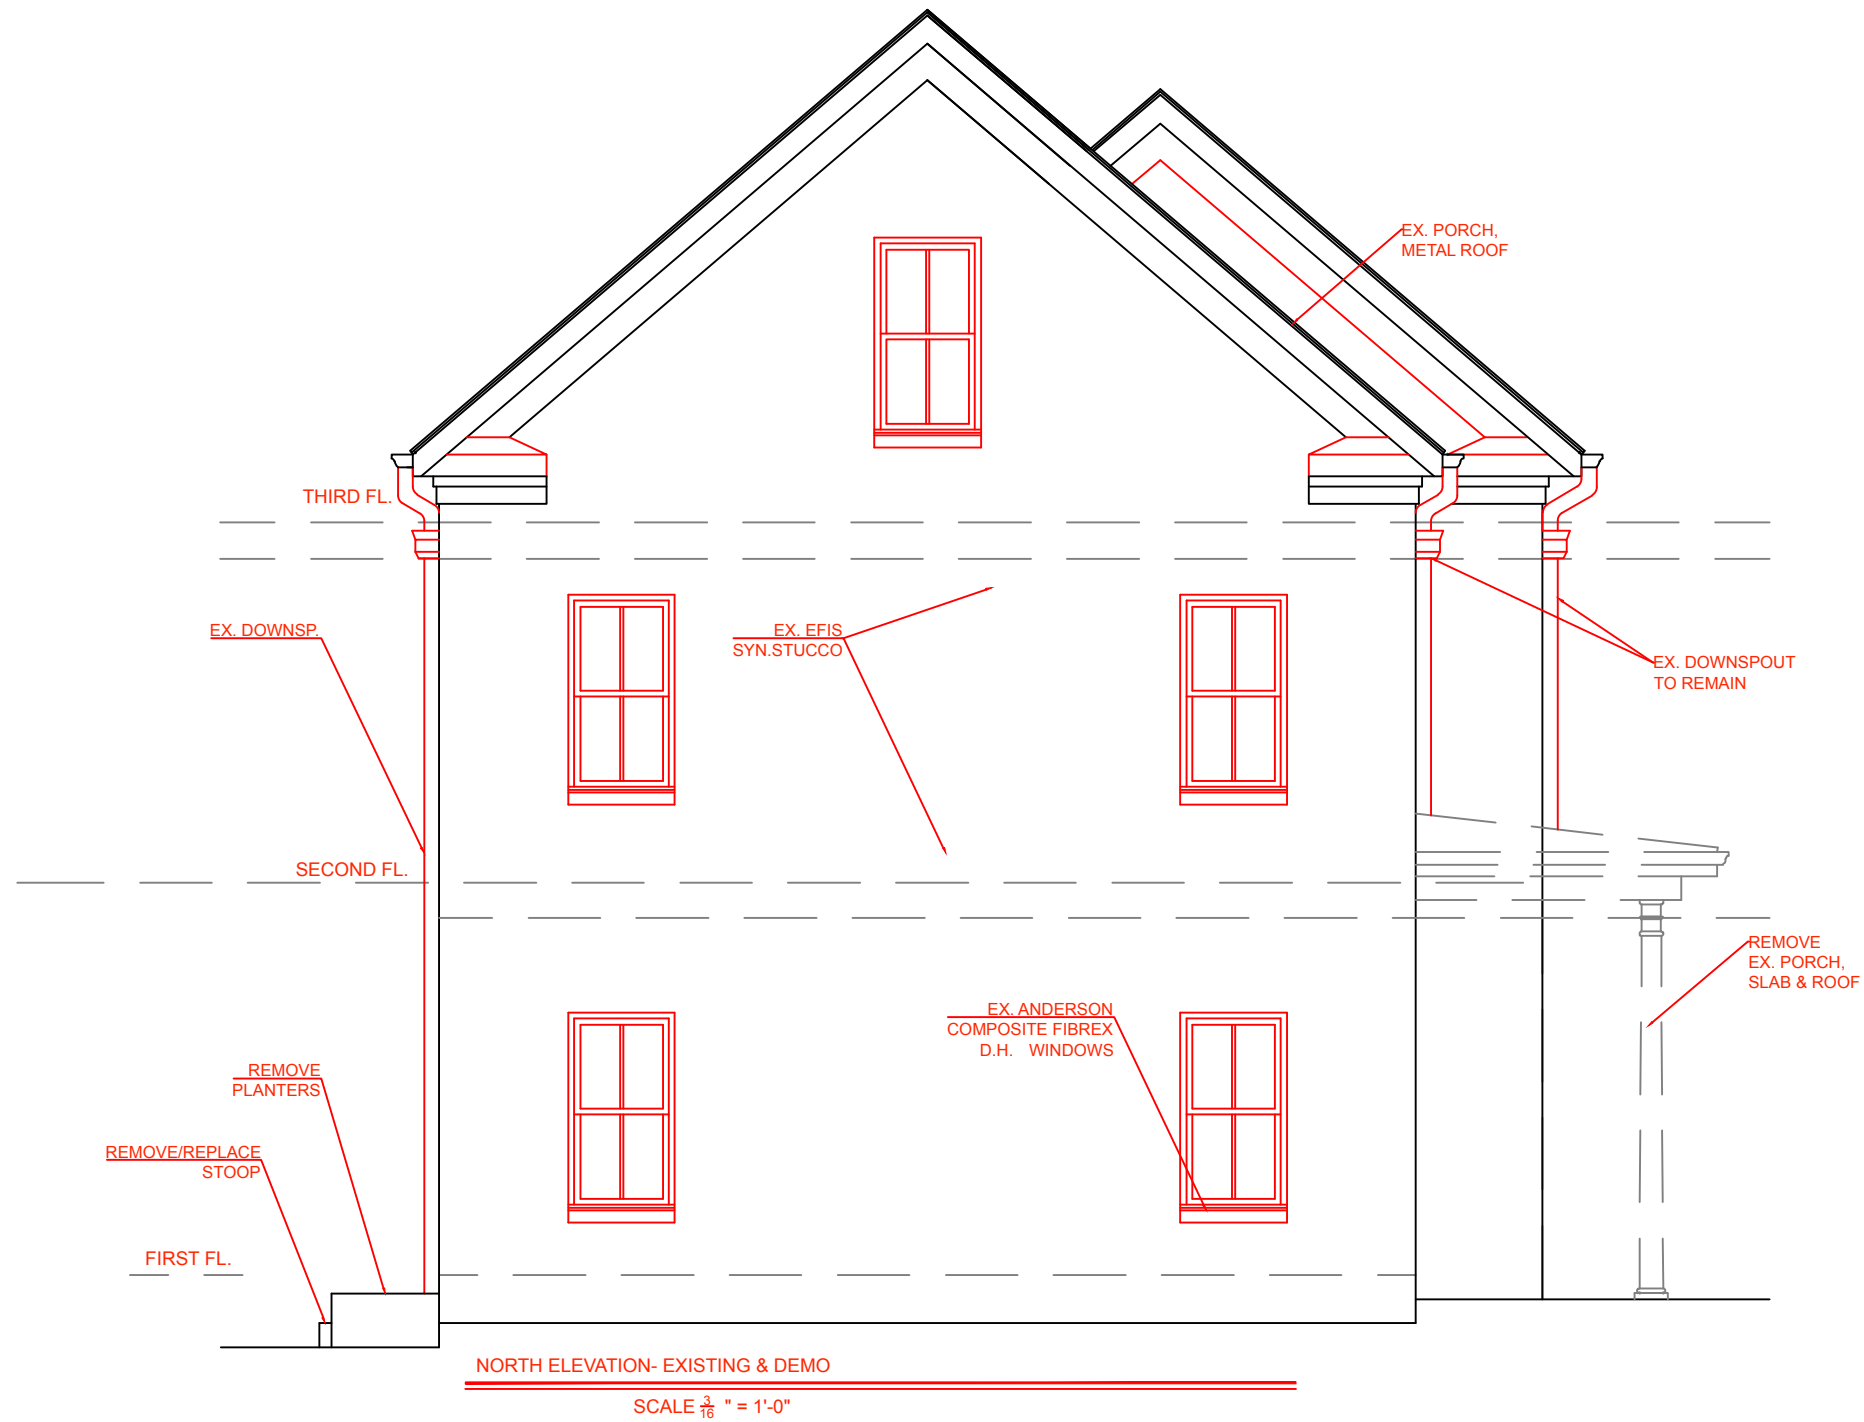 EX. PORCH,
METAL ROOF
THIRD FL.
EX. DOWNSP.
EX. EFIS
SYN.STUCCO
EX. DOWNSPOUT
TO REMAIN
SECOND FL.
REMOVE
EX. PORCH,
SLAB & ROOF
EX. ANDERSON
COMPOSITE FIBREX
D.H. WINDOWS
REMOVE
PLANTERS
REMOVE/REPLACE
STOOP
FIRST FL.
NORTH ELEVATION- EXISTING & DEMO
SCALE 3/16 " = 1'-0"